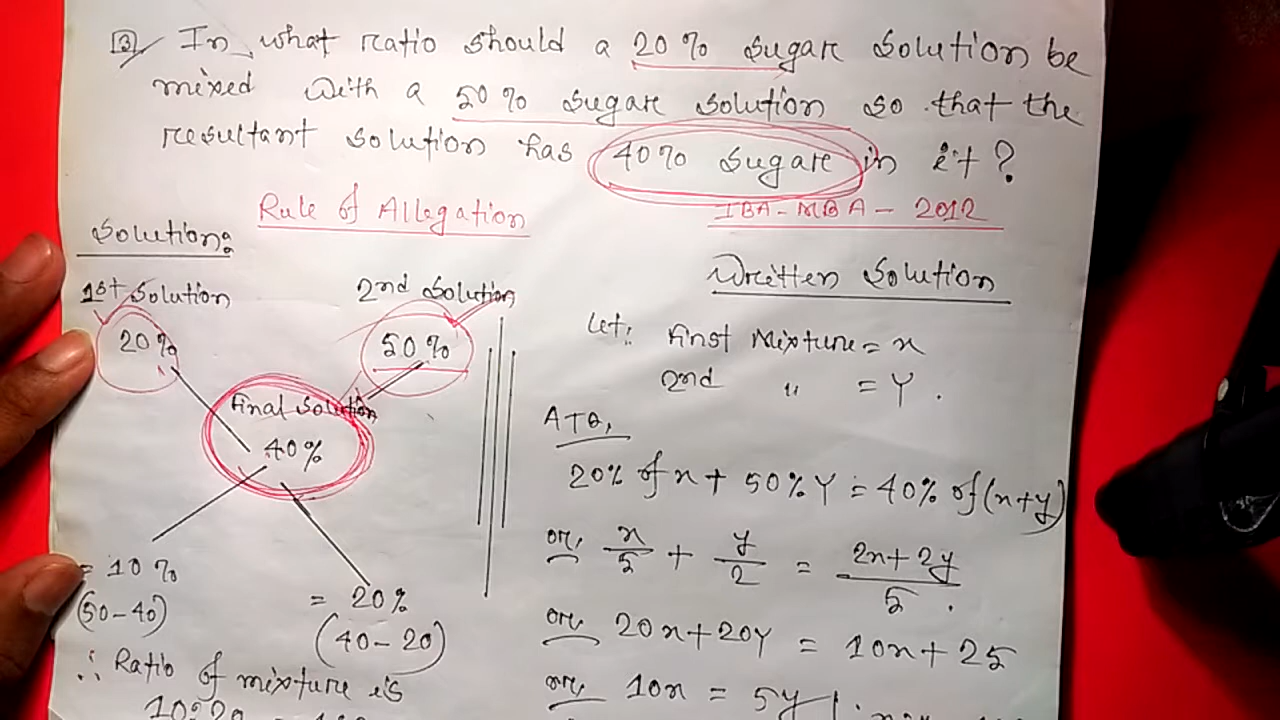 3) In what ratio should a 20% sugar solution be
mixed with a 50% sugar solution so that the
resultant solution has 40% sugar in it?
Rule of Allegation
IBA-MBA-2012
Solution:
1st Solution
2nd Solution
20%
50%
Final Solution
40%
= 10%
(50-40)
= 20%
(40-20)
∴ Ratio of mixture is
10:20
Written Solution
Let: First Mixture = x
2nd " = Y.
ATQ,
20% of x + 50% Y = 40% of (x+y)
or, x/5 + y/2 = 2x+2y/5.
or, 20x+20Y = 10x+25
or, 10x = 5y